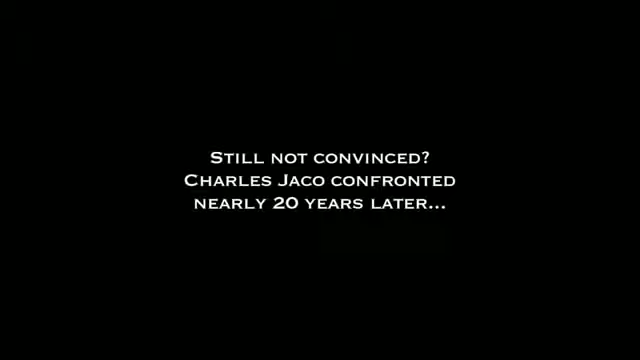 Still not convinced?
Charles Jaco confronted
nearly 20 years later...